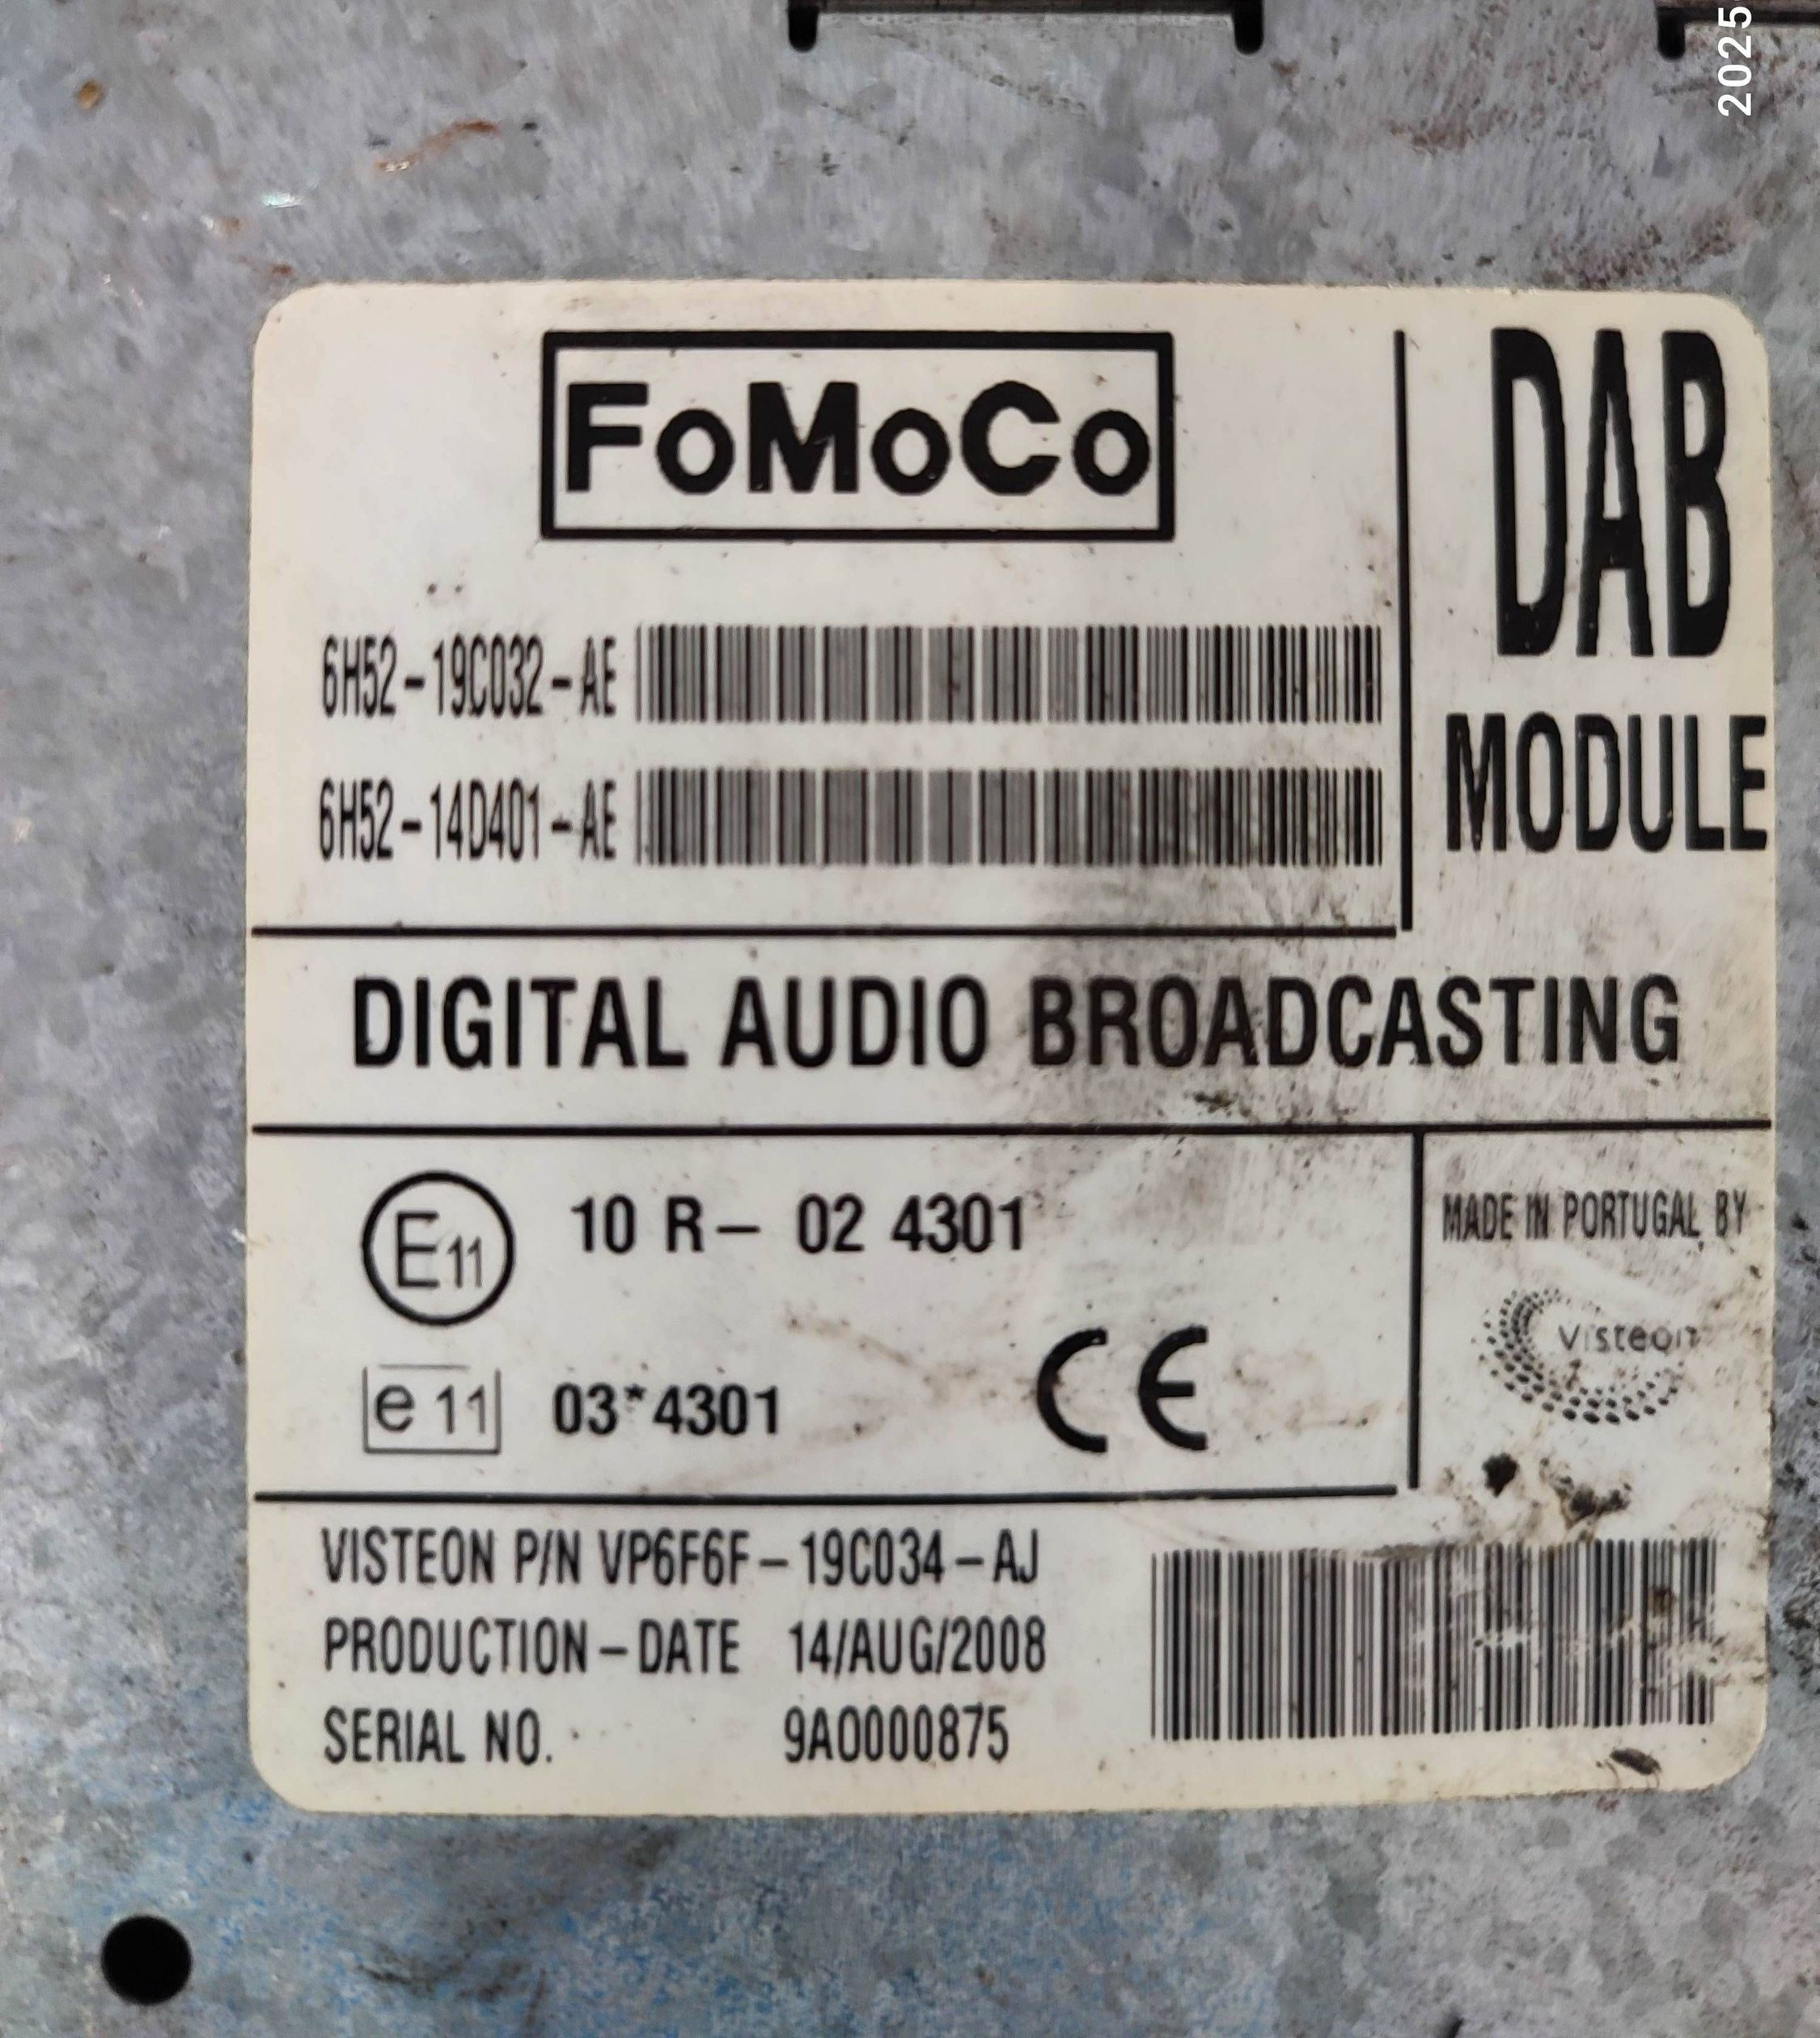 2025
FoMoCo
DAB
MODULE
6H52-19C032-AE
6H52-14D401-AE
DIGITAL AUDIO BROADCASTING
E11 10 R- 02 4301
e 11 03*4301
CE
MADE IN PORTUGAL BY
Visteon
VISTEON P/N VP6F6F-19C034-AJ
PRODUCTION-DATE 14/AUG/2008
SERIAL NO. 9A0000875